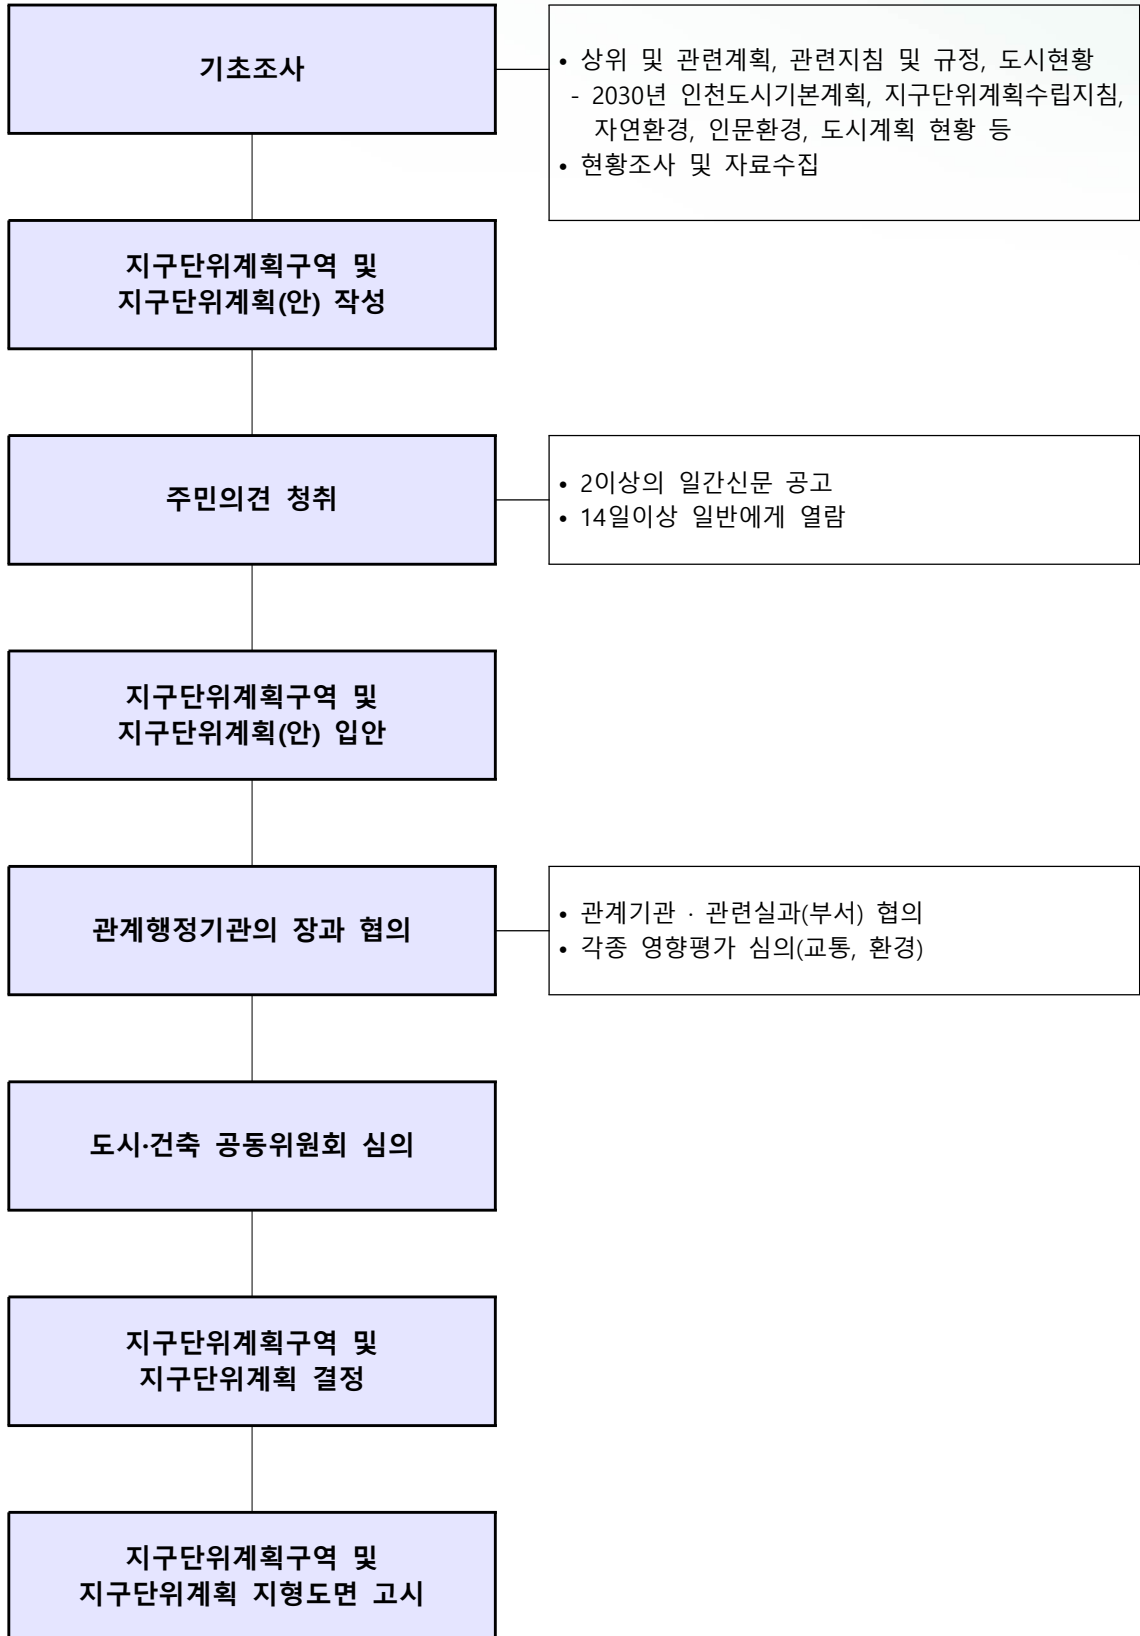 기초조사
• 상위 및 관련계획, 관련지침 및 규정, 도시현황
- 2030년 인천도시기본계획, 지구단위계획수립지침,
자연환경, 인문환경, 도시계획 현황 등
• 현황조사 및 자료수집
지구단위계획구역 및
지구단위계획(안) 작성
주민의견 청취
• 2이상의 일간신문 공고
• 14일이상 일반에게 열람
지구단위계획구역 및
지구단위계획(안) 입안
관계행정기관의 장과 협의
• 관계기관 · 관련실과(부서) 협의
• 각종 영향평가 심의(교통, 환경)
도시·건축 공동위원회 심의
지구단위계획구역 및
지구단위계획 결정
지구단위계획구역 및
지구단위계획 지형도면 고시